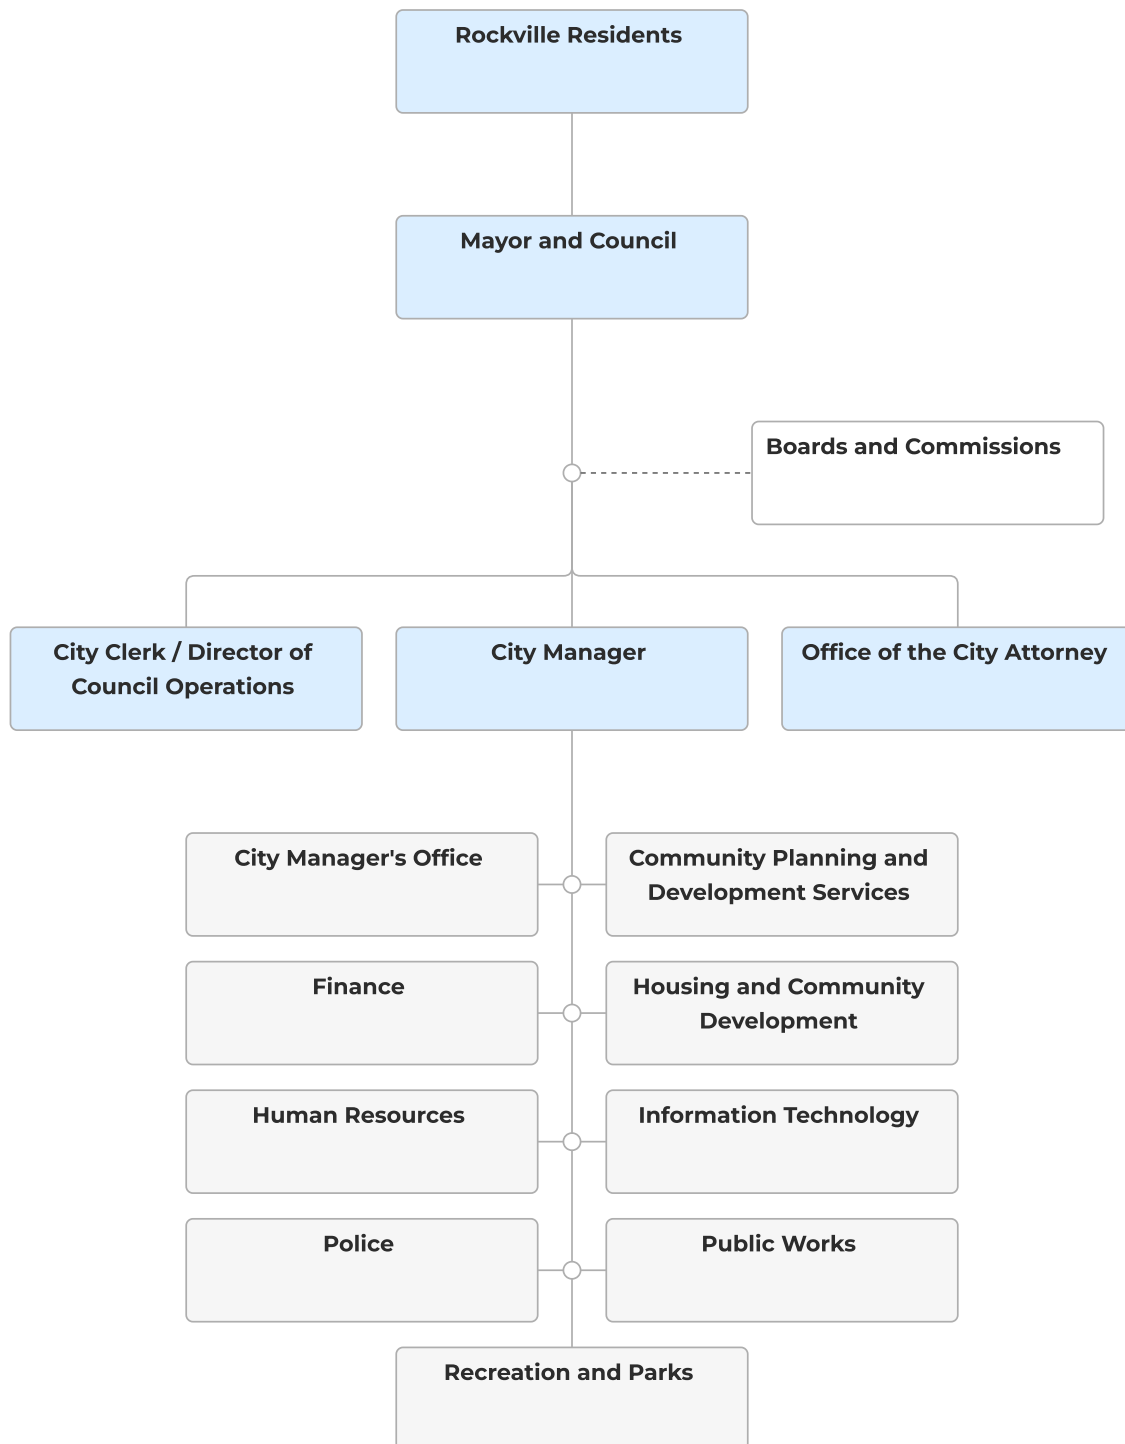 Rockville Residents
Mayor and Council
Boards and Commissions
City Clerk / Director of
Council Operations
City Manager
Office of the City Attorney
City Manager's Office
Community Planning and
Development Services
Finance
Housing and Community
Development
Human Resources
Information Technology
Police
Public Works
Recreation and Parks